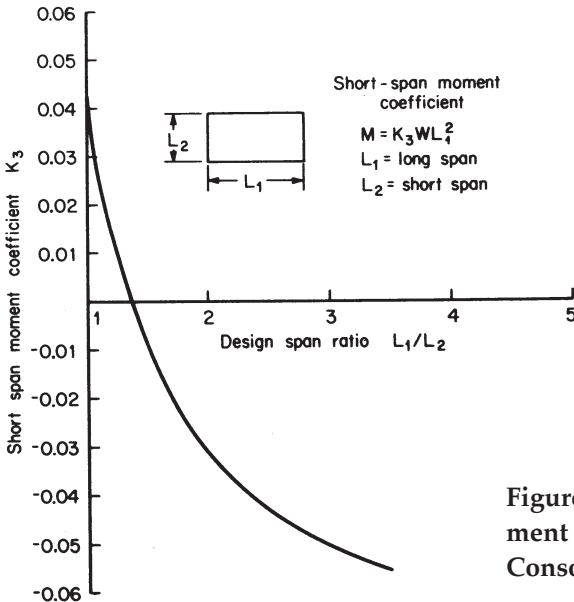 0.06
0.05
0.04
0.03
0.02
0.01
-0.01
-0.02
-0.03
-0.04
-0.05
-0.06
Short span moment coefficient K₃
1
2
3
4
5
Design span ratio L₁/L₂
L₂
L₁
Short-span moment
coefficient
M = K₃WL₁²
L₁ = long span
L₂ = short span
Figure
ment
Conso